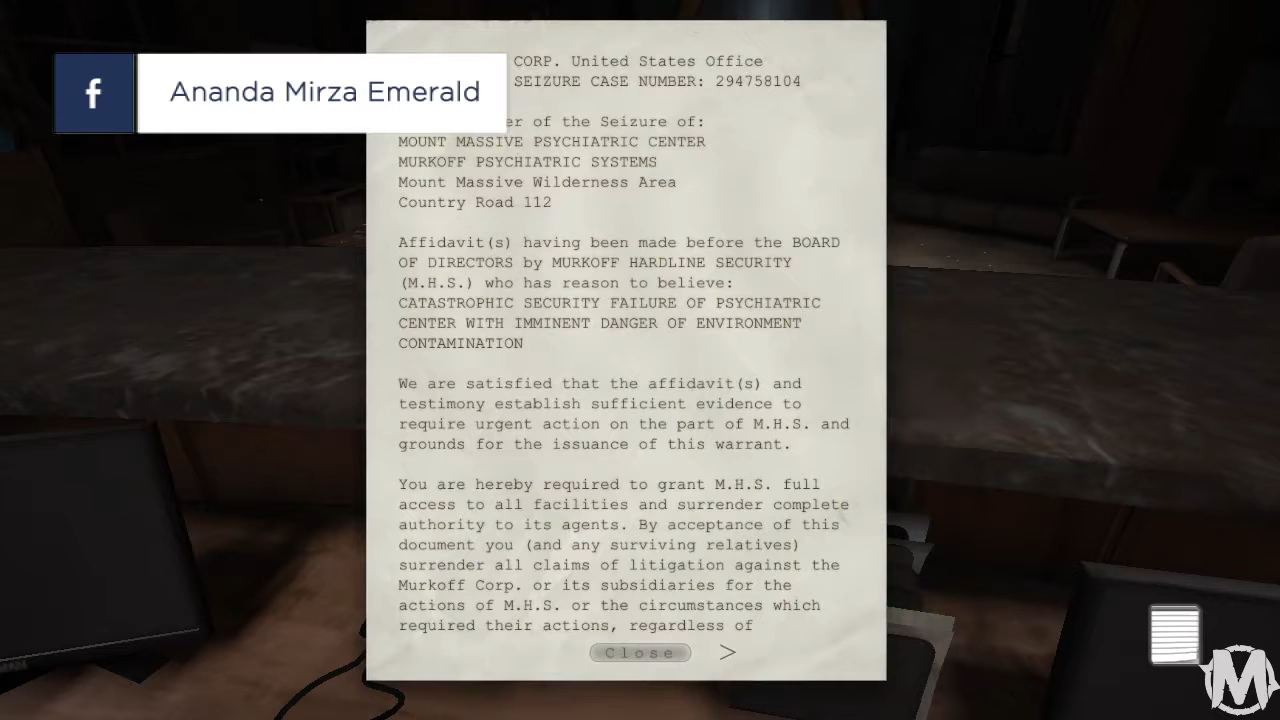 f Ananda Mirza Emerald
CORP. United States Office
SEIZURE CASE NUMBER: 294758104
er of the Seizure of:
MOUNT MASSIVE PSYCHIATRIC CENTER
MURKOFF PSYCHIATRIC SYSTEMS
Mount Massive Wilderness Area
Country Road 112
Affidavit(s) having been made before the BOARD
OF DIRECTORS by MURKOFF HARDLINE SECURITY
(M.H.S.) who has reason to believe:
CATASTROPHIC SECURITY FAILURE OF PSYCHIATRIC
CENTER WITH IMMINENT DANGER OF ENVIRONMENT
CONTAMINATION
We are satisfied that the affidavit(s) and
testimony establish sufficient evidence to
require urgent action on the part of M.H.S. and
grounds for the issuance of this warrant.
You are hereby required to grant M.H.S. full
access to all facilities and surrender complete
authority to its agents. By acceptance of this
document you (and any surviving relatives)
surrender all claims of litigation against the
Murkoff Corp. or its subsidiaries for the
actions of M.H.S. or the circumstances which
required their actions, regardless of
Close >
M